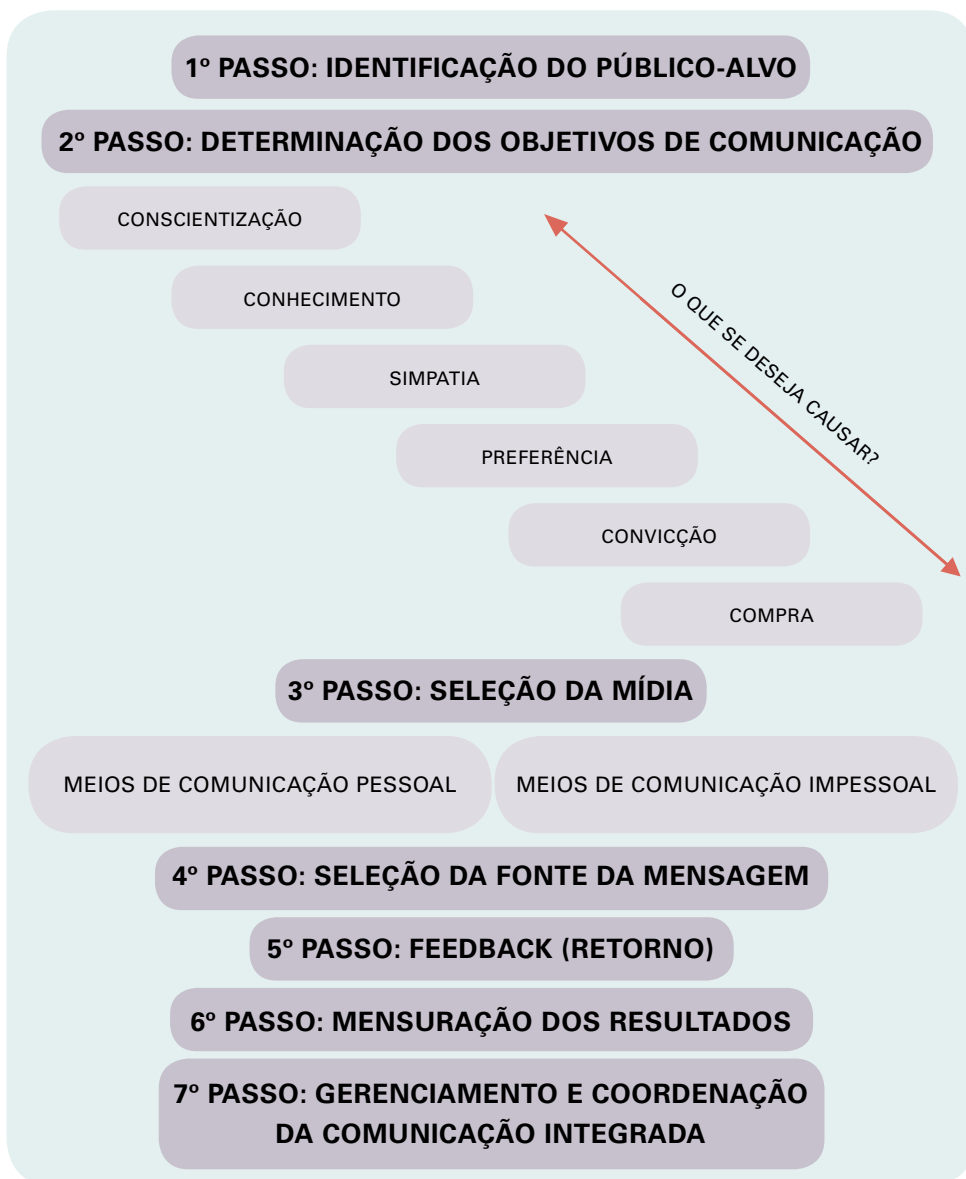 1º PASSO: IDENTIFICAÇÃO DO PÚBLICO-ALVO
2º PASSO: DETERMINAÇÃO DOS OBJETIVOS DE COMUNICAÇÃO
CONSCIENTIZAÇÃO
CONHECIMENTO
SIMPATIA
PREFERÊNCIA
CONVICÇÃO
COMPRA
O QUE SE DESEJA CAUSAR?
3º PASSO: SELEÇÃO DA MÍDIA
MEIOS DE COMUNICAÇÃO PESSOAL
MEIOS DE COMUNICAÇÃO IMPESSOAL
4º PASSO: SELEÇÃO DA FONTE DA MENSAGEM
5º PASSO: FEEDBACK (RETORNO)
6º PASSO: MENSURAÇÃO DOS RESULTADOS
7º PASSO: GERENCIAMENTO E COORDENAÇÃO
DA COMUNICAÇÃO INTEGRADA